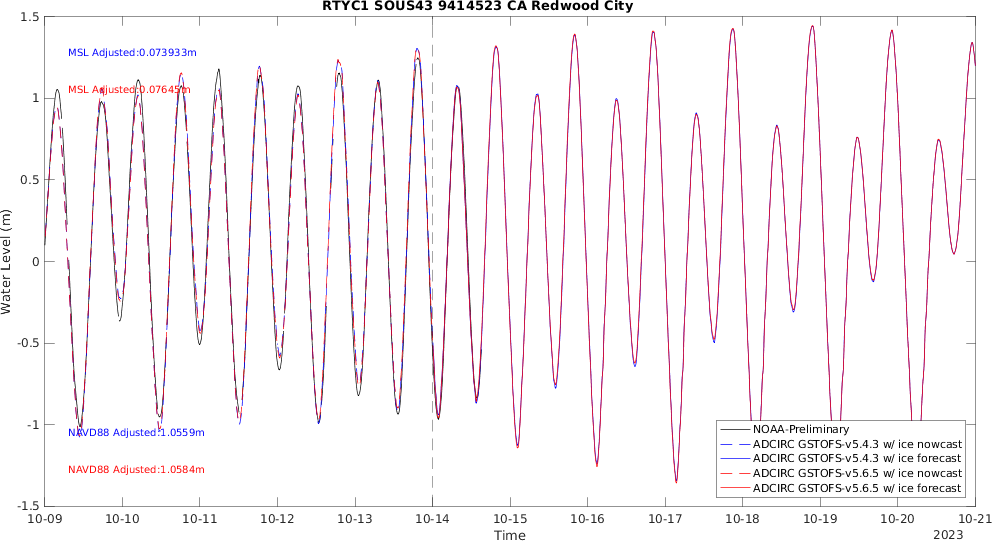 RTYC1 SOUS43 9414523 CA Redwood City
1.5
1
0.5
0
-0.5
-1
-1.5
Water Level (m)
MSL Adjusted:0.073933m
MSL Adjusted:0.07645m
NAVD88 Adjusted:1.0559m
NAVD88 Adjusted:1.0584m
NOAA-Preliminary
ADCIRC GSTOFS-v5.4.3 w/ ice nowcast
ADCIRC GSTOFS-v5.4.3 w/ ice forecast
ADCIRC GSTOFS-v5.6.5 w/ ice nowcast
ADCIRC GSTOFS-v5.6.5 w/ ice forecast
10-09 10-10 10-11 10-12 10-13 10-14 10-15 10-16 10-17 10-18 10-19 10-20 10-21
Time
2023